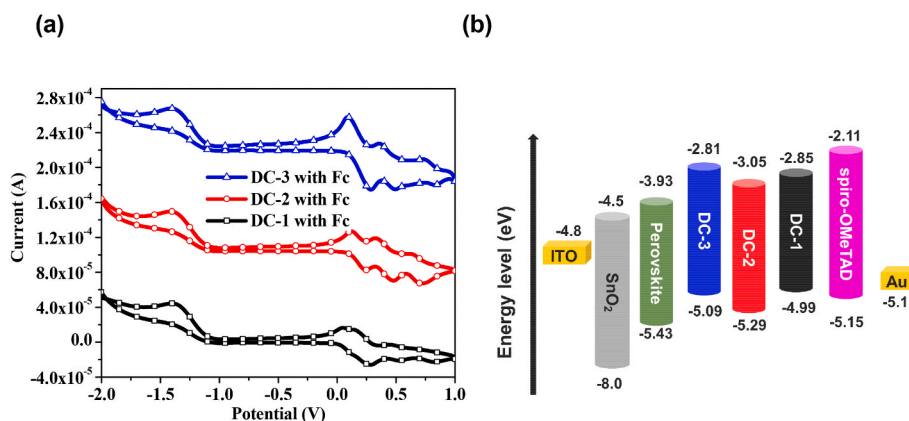 (a)
(b)
2.8x10⁻⁴
2.4x10⁻⁴
2.0x10⁻⁴
1.6x10⁻⁴
1.2x10⁻⁴
8.0x10⁻⁵
4.0x10⁻⁵
0.0
-4.0x10⁻⁵
Current (A)
DC-3 with Fc
DC-2 with Fc
DC-1 with Fc
-2.0 -1.5 -1.0 -0.5 0.0 0.5 1.0
Potential (V)
Energy level (eV)
-4.8
ITO
-4.5
SnO₂
-8.0
-3.93
Perovskite
-5.43
-2.81
DC-3
-5.09
-3.05
DC-2
-5.29
-2.85
DC-1
-4.99
-2.11
spiro-OMeTAD
-5.15
Au
-5.1